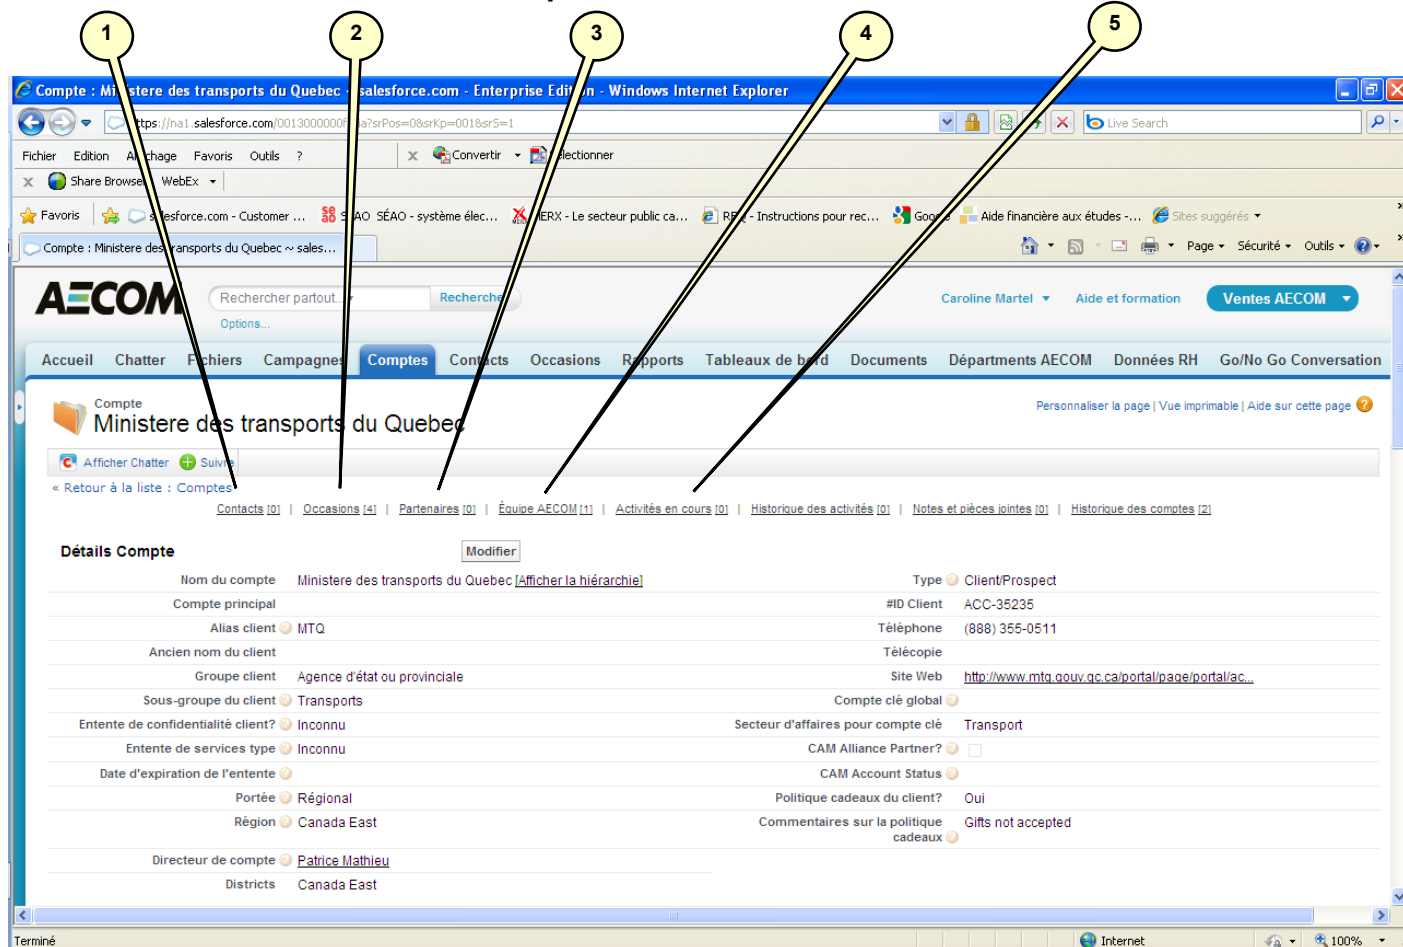 1 2 3 4 5
Compte : Ministere des transports du Quebec ~ salesforce.com - Enterprise Edition - Windows Internet Explorer
Live Search
Fichier Edition Affichage Favoris Outils ? x Convertir Sélectionner
x Share Browser WebEx
Favoris salesforce.com - Customer ... SÉAO - système élec... MERX - Le secteur public ca... Instructions pour rec... Google Aide financière aux études -... Sites suggérés
Compte : Ministere des transports du Quebec ~ sales... Page Sécurité Outils
AECOM Rechercher partout... Rechercher Caroline Martel Aide et formation Ventes AECOM
Options...
Accueil Chatter Fichiers Campagnes Comptes Contacts Occasions Rapports Tableaux de bord Documents Départments AECOM Données RH Go/No Go Conversation
Compte
Ministere des transports du Quebec
Personnaliser la page | Vue imprimable | Aide sur cette page ?
Afficher Chatter Suivre
« Retour à la liste : Comptes
Contacts [0] | Occasions [4] | Partenaires [0] | Équipe AECOM [1] | Activités en cours [0] | Historique des activités [0] | Notes et pièces jointes [0] | Historique des comptes [2]
Détails Compte Modifier
Nom du compte Ministere des transports du Quebec [Afficher la hiérarchie] Type Client/Prospect
Compte principal #ID Client ACC-35235
Alias client MTQ Téléphone (888) 355-0511
Ancien nom du client Télécopie
Groupe client Agence d'état ou provinciale Site Web http://www.mtq.gouv.qc.ca/portal/page/portal/ac...
Sous-groupe du client Transports Compte clé global
Entente de confidentialité client? Inconnu Secteur d'affaires pour compte clé Transport
Entente de services type Inconnu CAM Alliance Partner?
Date d'expiration de l'entente CAM Account Status
Portée Régional Politique cadeaux du client? Oui
Région Canada East Commentaires sur la politique cadeaux Gifts not accepted
Directeur de compte Patrice Mathieu
Districts Canada East
Terminé Internet 100%